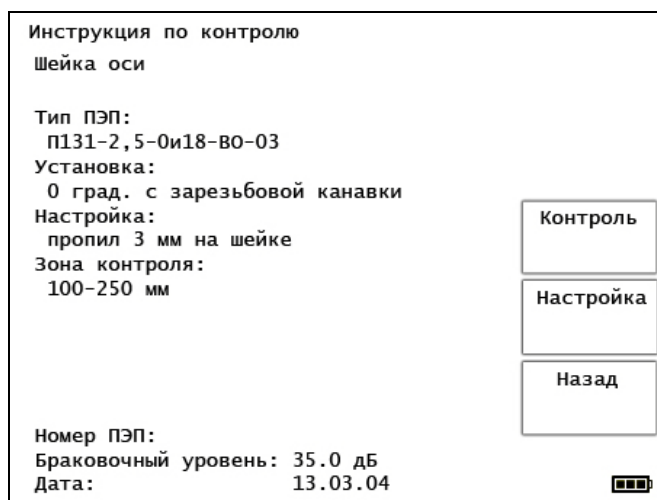 Инструкция по контролю
Шейка оси
Тип ПЭП:
П131-2,5-0и18-ВО-03
Установка:
0 град. с зарезьбовой канавки
Настройка:
пропил 3 мм на шейке
Зона контроля:
100-250 мм
Контроль
Настройка
Назад
Номер ПЭП:
Браковочный уровень: 35.0 дБ
Дата: 13.03.04